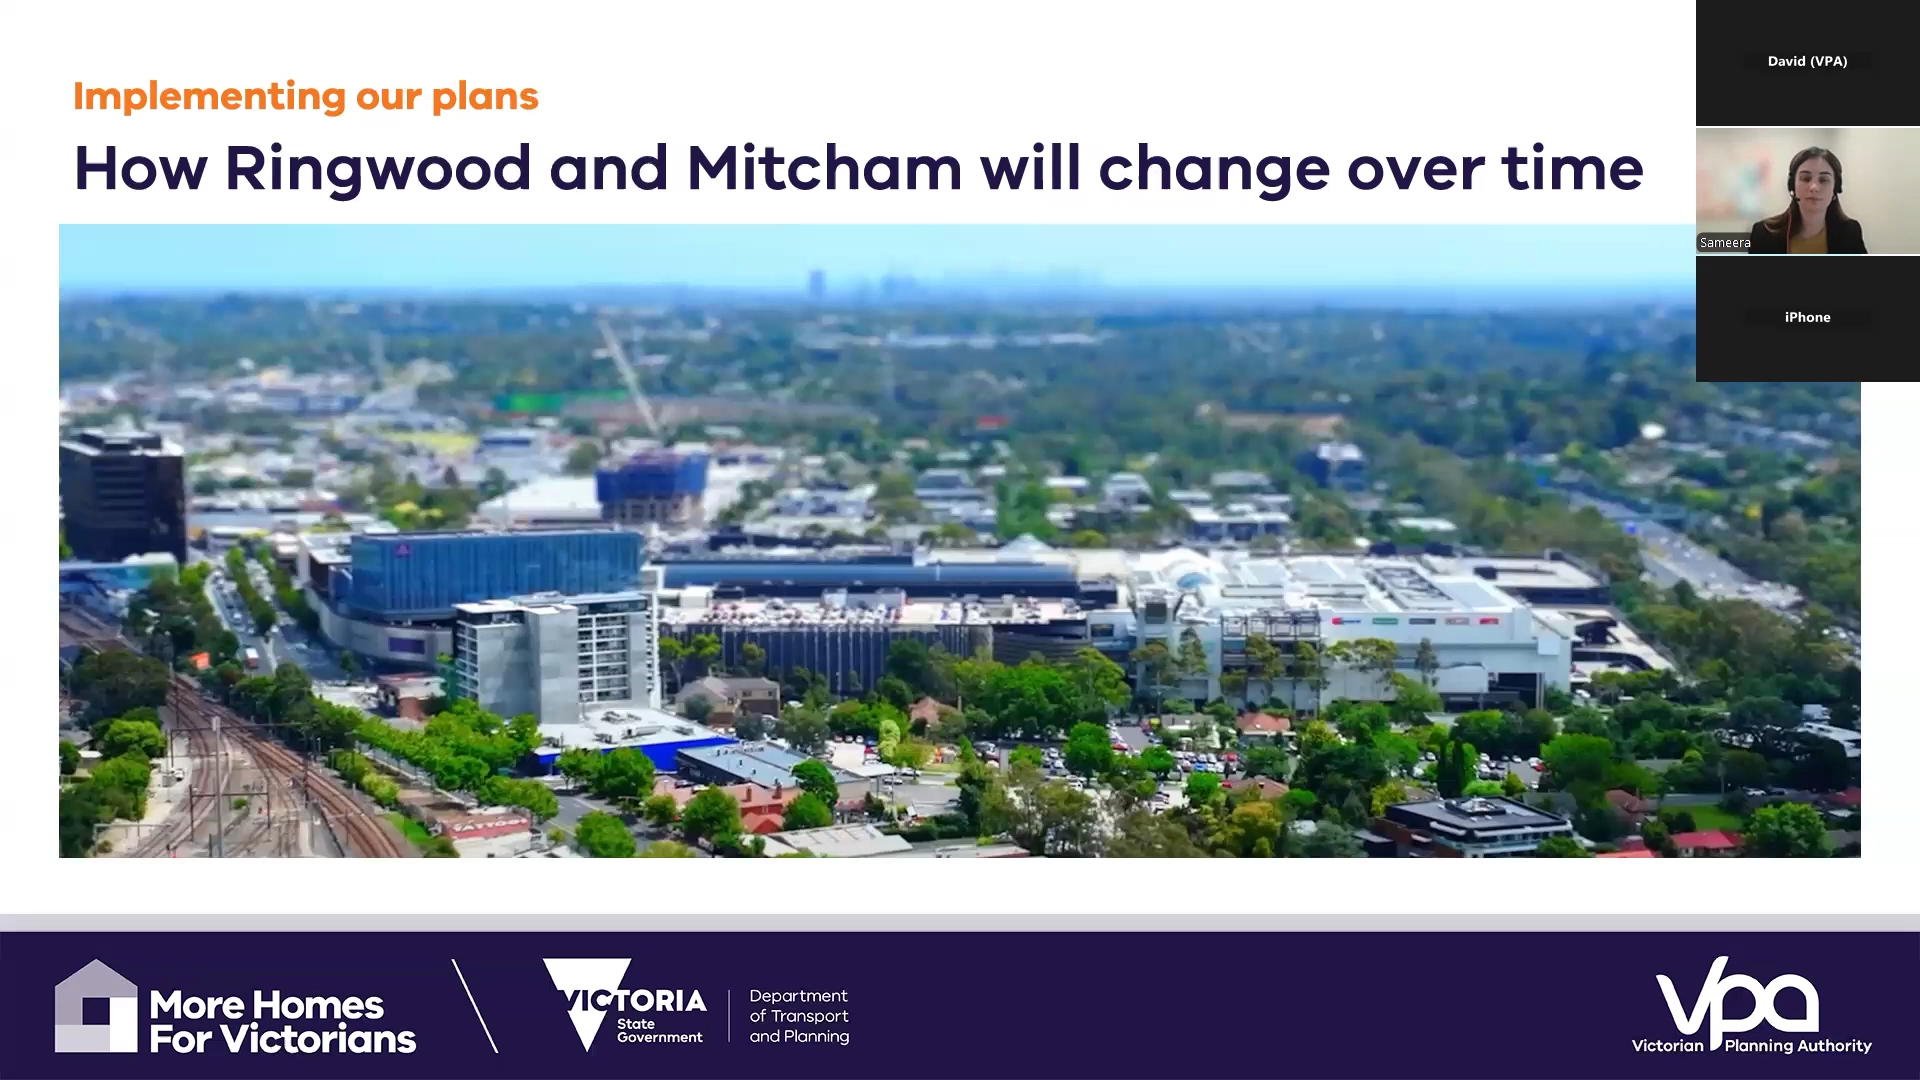 Implementing our plans
How Ringwood and Mitcham will change over time
David (VPA)
Sameera
iPhone
More Homes
For Victorians
VICTORIA
State
Government
Department
of Transport
and Planning
vpa
Victorian Planning Authority